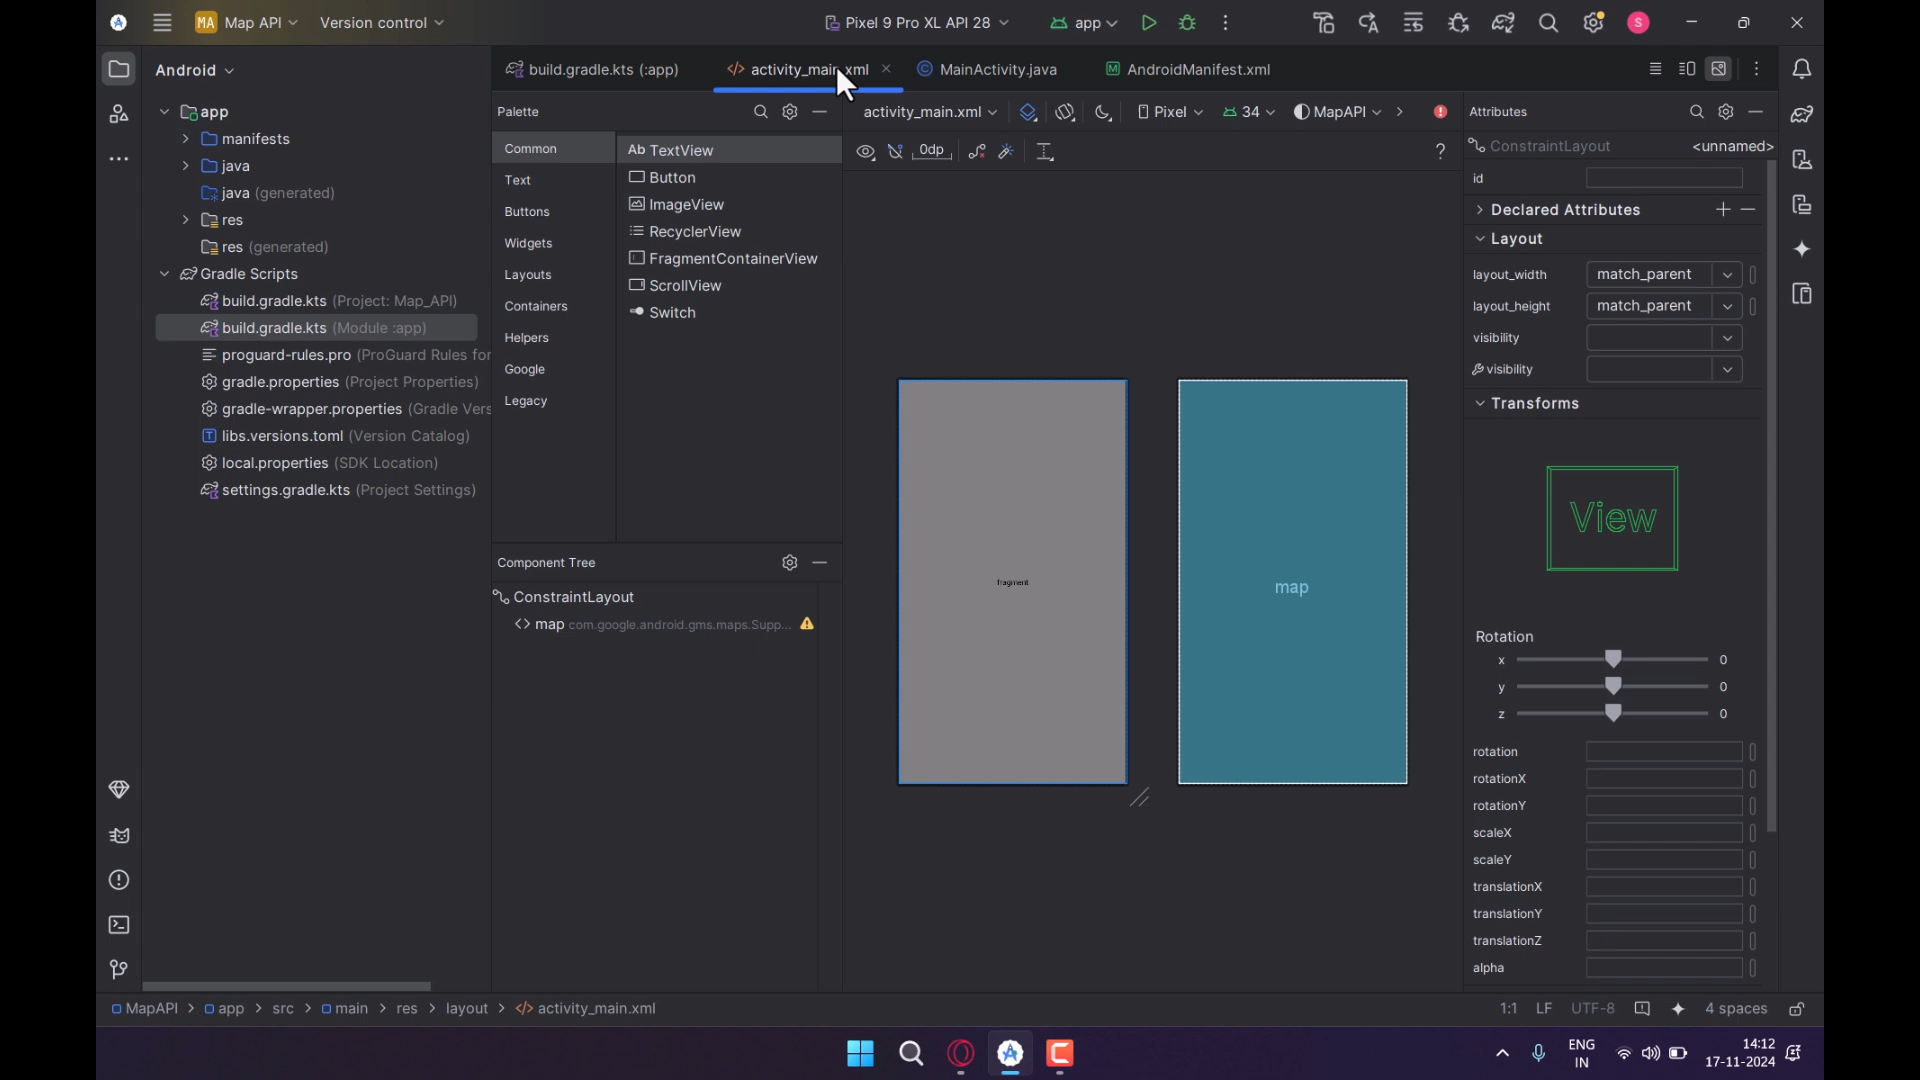 MA Map API Version control Pixel 9 Pro XL API 28 app S
Android build.gradle.kts (:app) activity_main.xml MainActivity.java AndroidManifest.xml
app
manifests
java
java (generated)
res
res (generated)
Gradle Scripts
build.gradle.kts (Project: Map_API)
build.gradle.kts (Module :app)
proguard-rules.pro (ProGuard Rules for
gradle.properties (Project Properties)
gradle-wrapper.properties (Gradle Vers
libs.versions.toml (Version Catalog)
local.properties (SDK Location)
settings.gradle.kts (Project Settings)
Palette
Common
Text
Buttons
Widgets
Layouts
Containers
Helpers
Google
Legacy
Ab TextView
Button
ImageView
RecyclerView
FragmentContainerView
ScrollView
Switch
Component Tree
ConstraintLayout
map com.google.android.gms.maps.Supp...
activity_main.xml Pixel 34 MapAPI
0dp ?
fragment
map
Attributes
ConstraintLayout <unnamed>
id
Declared Attributes
Layout
layout_width match_parent
layout_height match_parent
visibility
visibility
Transforms
View
Rotation
x 0
y 0
z 0
rotation
rotationX
rotationY
scaleX
scaleY
translationX
translationY
translationZ
alpha
MapAPI > app > src > main > res > layout > activity_main.xml 1:1 LF UTF-8 4 spaces
ENG
IN
14:12
17-11-2024